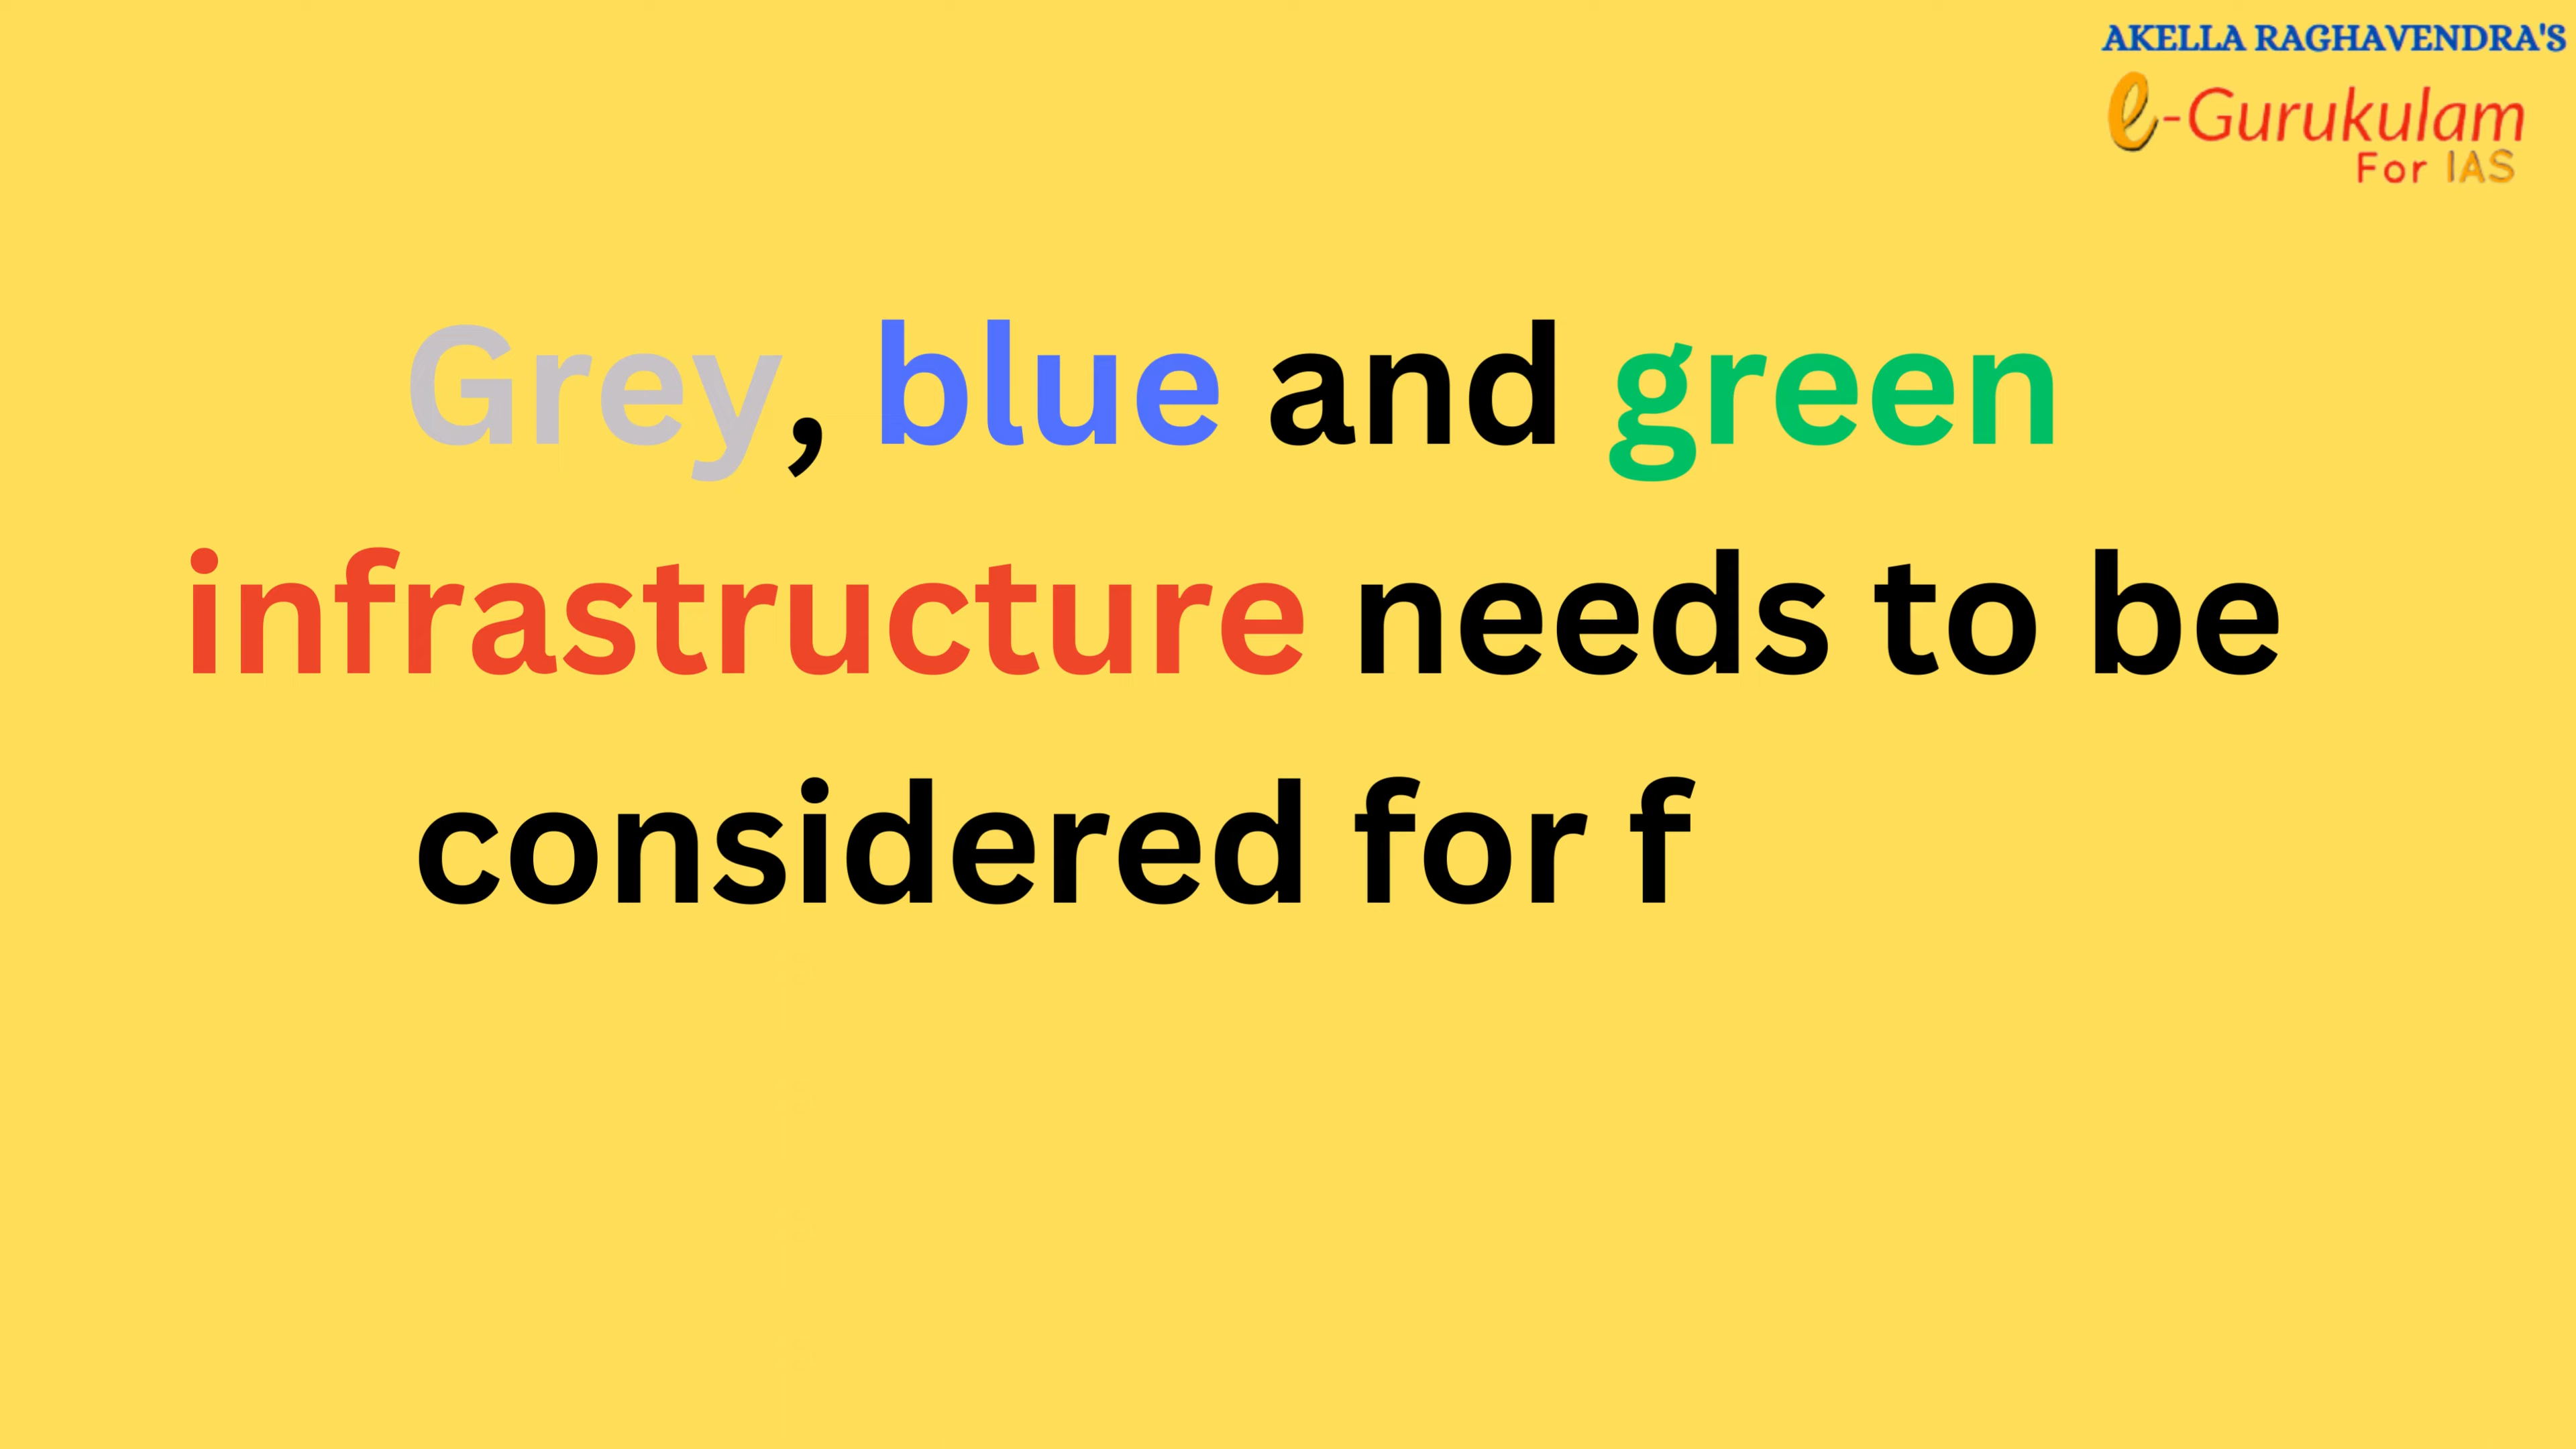 AKELLA RAGHAVENDRA'S
e-Gurukulam
For IAS
Grey, blue and green
infrastructure needs to be
considered for f